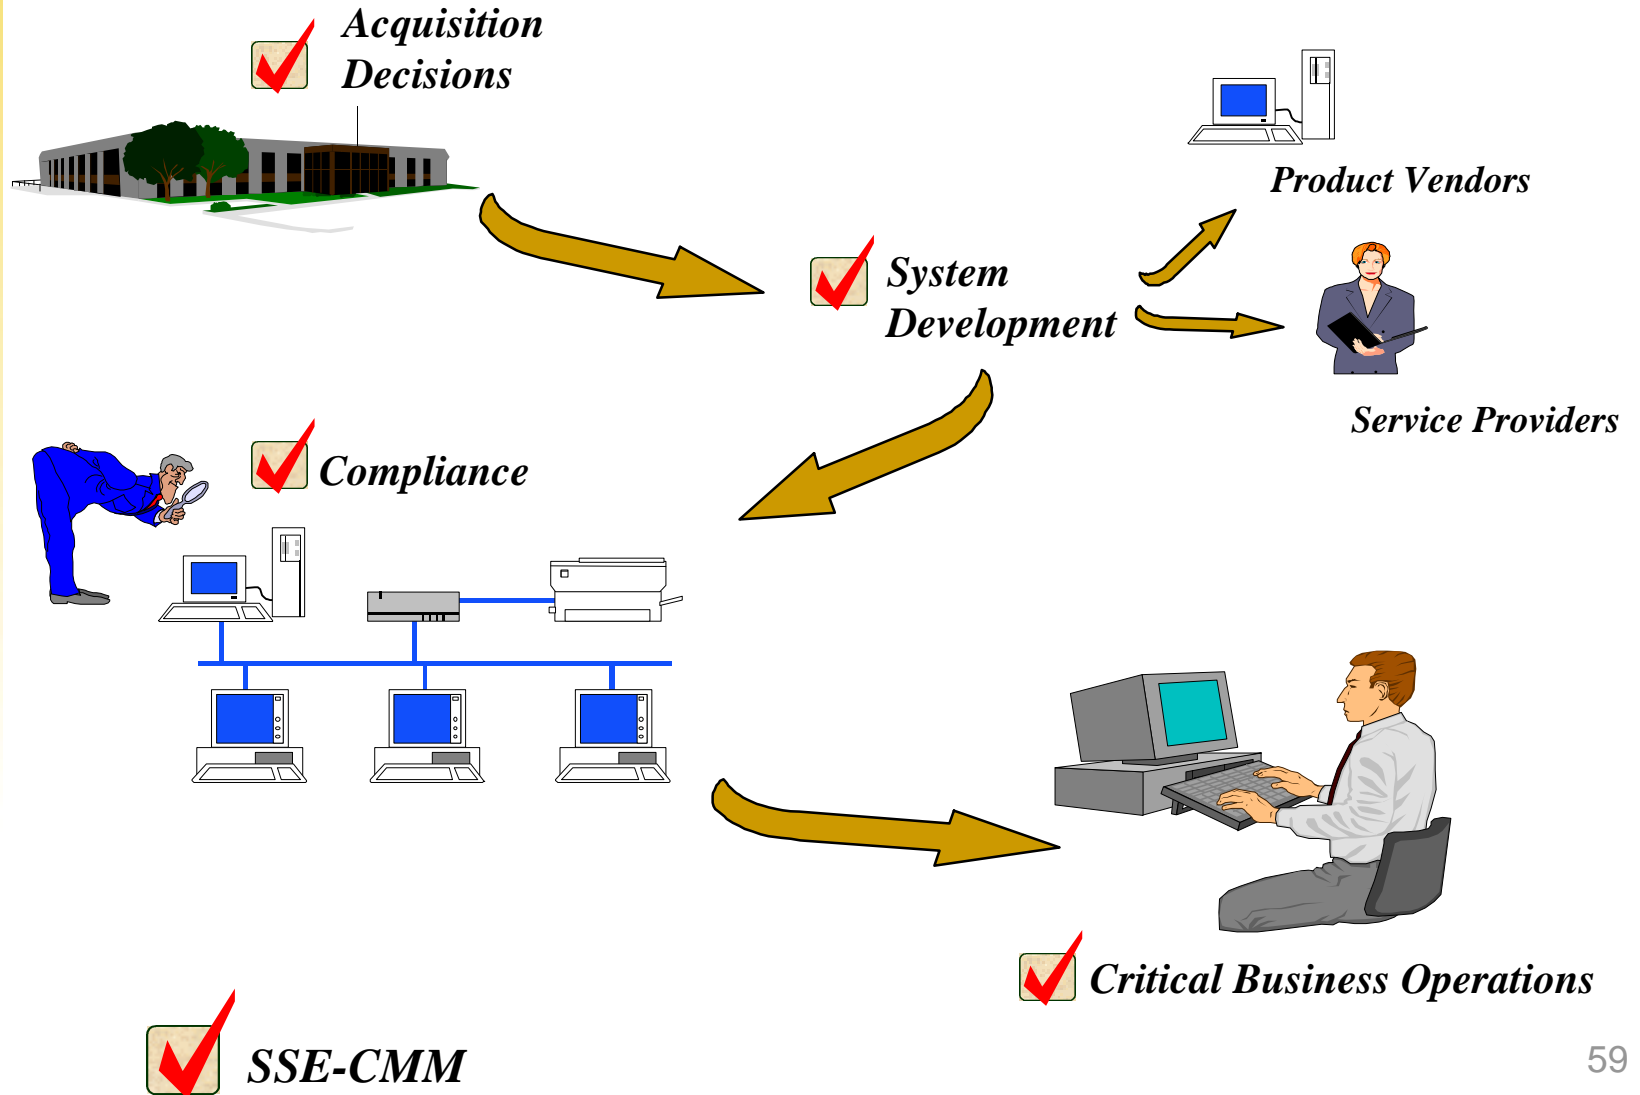 Acquisition
Decisions
Product Vendors
System
Development
Service Providers
Compliance
Critical Business Operations
SSE-CMM
59